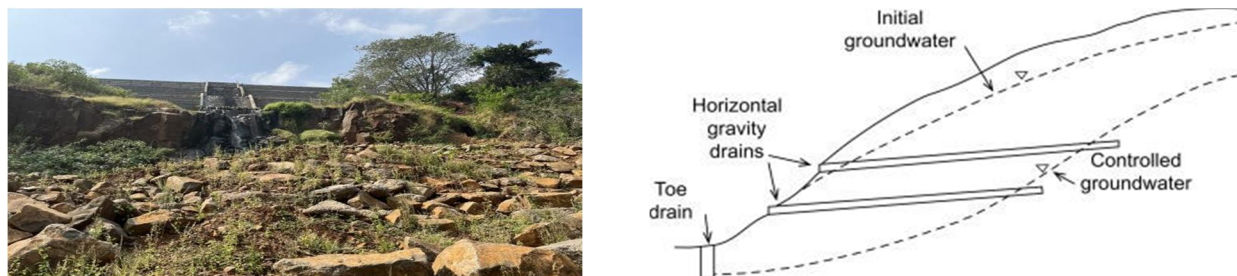 Initial
groundwater
Horizontal
gravity
drains
Controlled
groundwater
Toe
drain